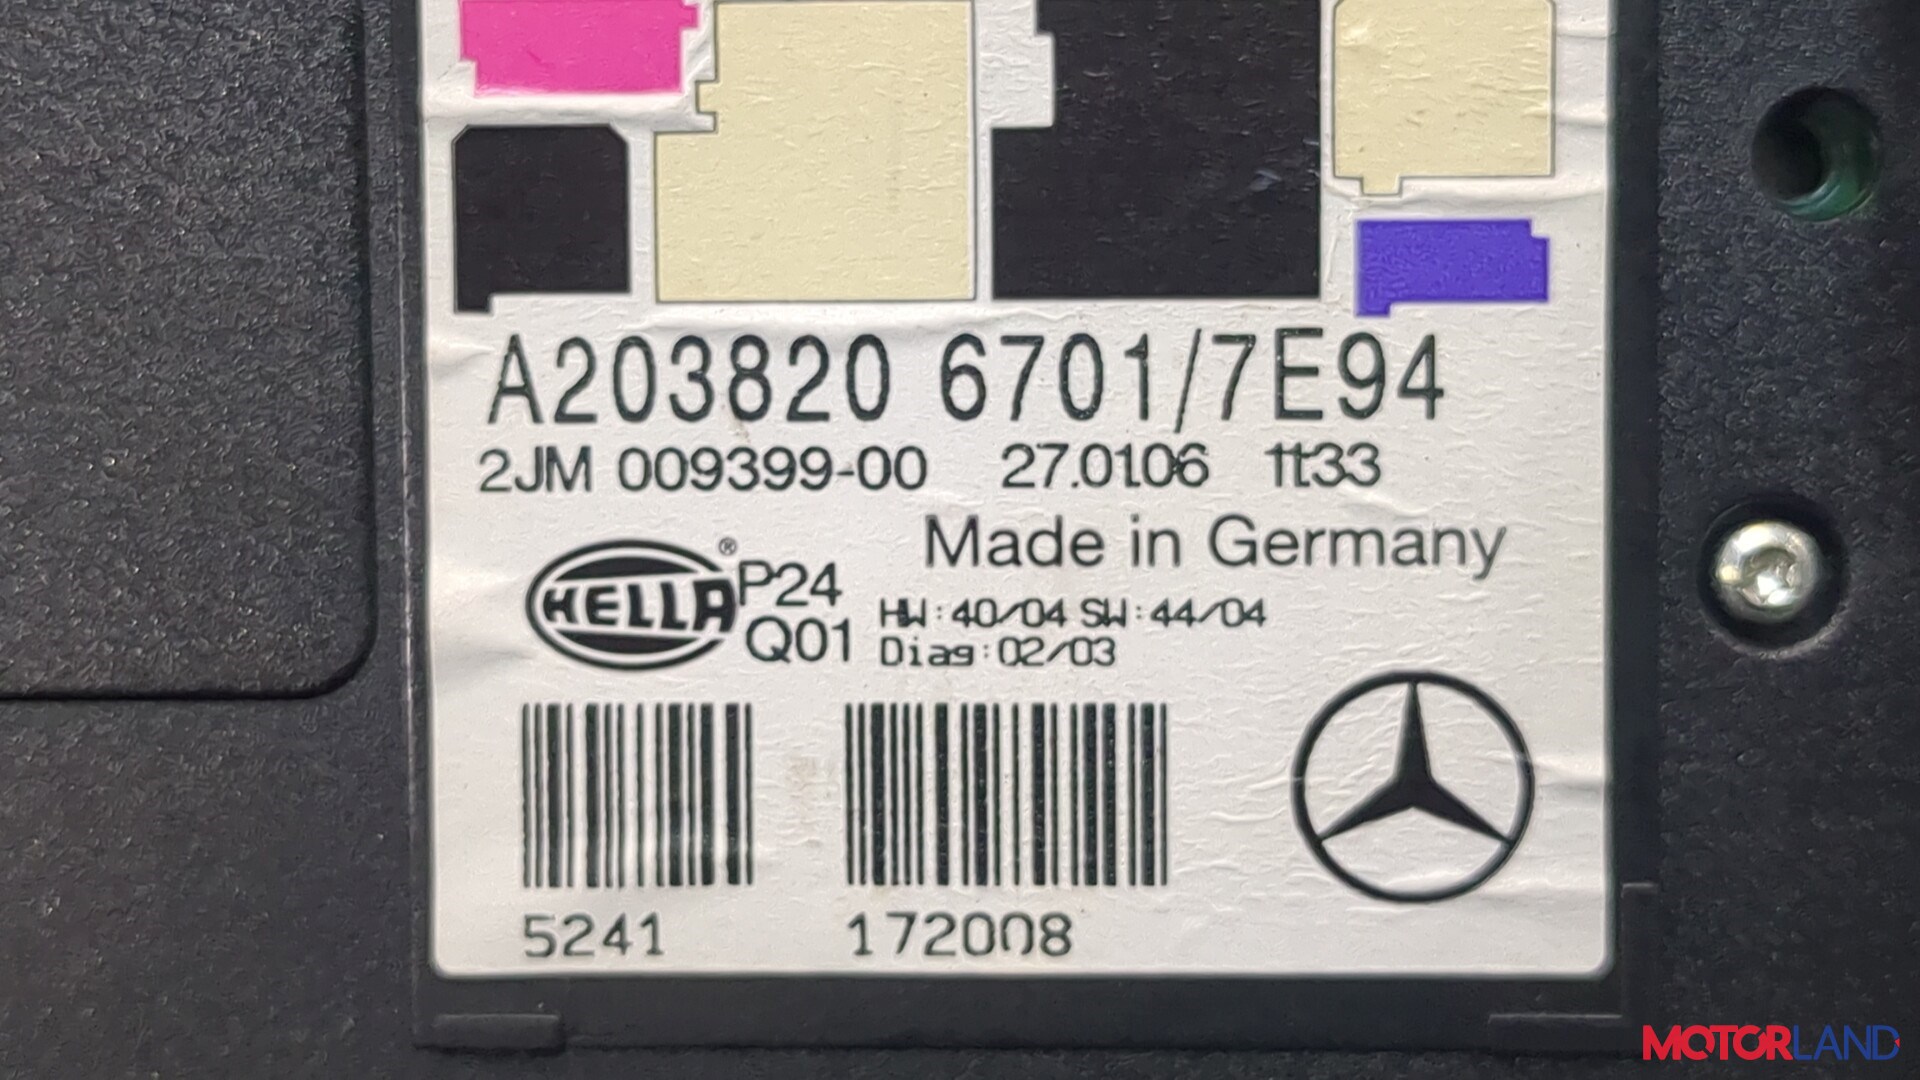 A203820 6701/7E94
2JM 009399-00 27.01.06 1t33
Made in Germany
HELLA® P24
Q01
HW:40/04 SW:44/04
Diag:02/03
5241 172008
MOTORLAND